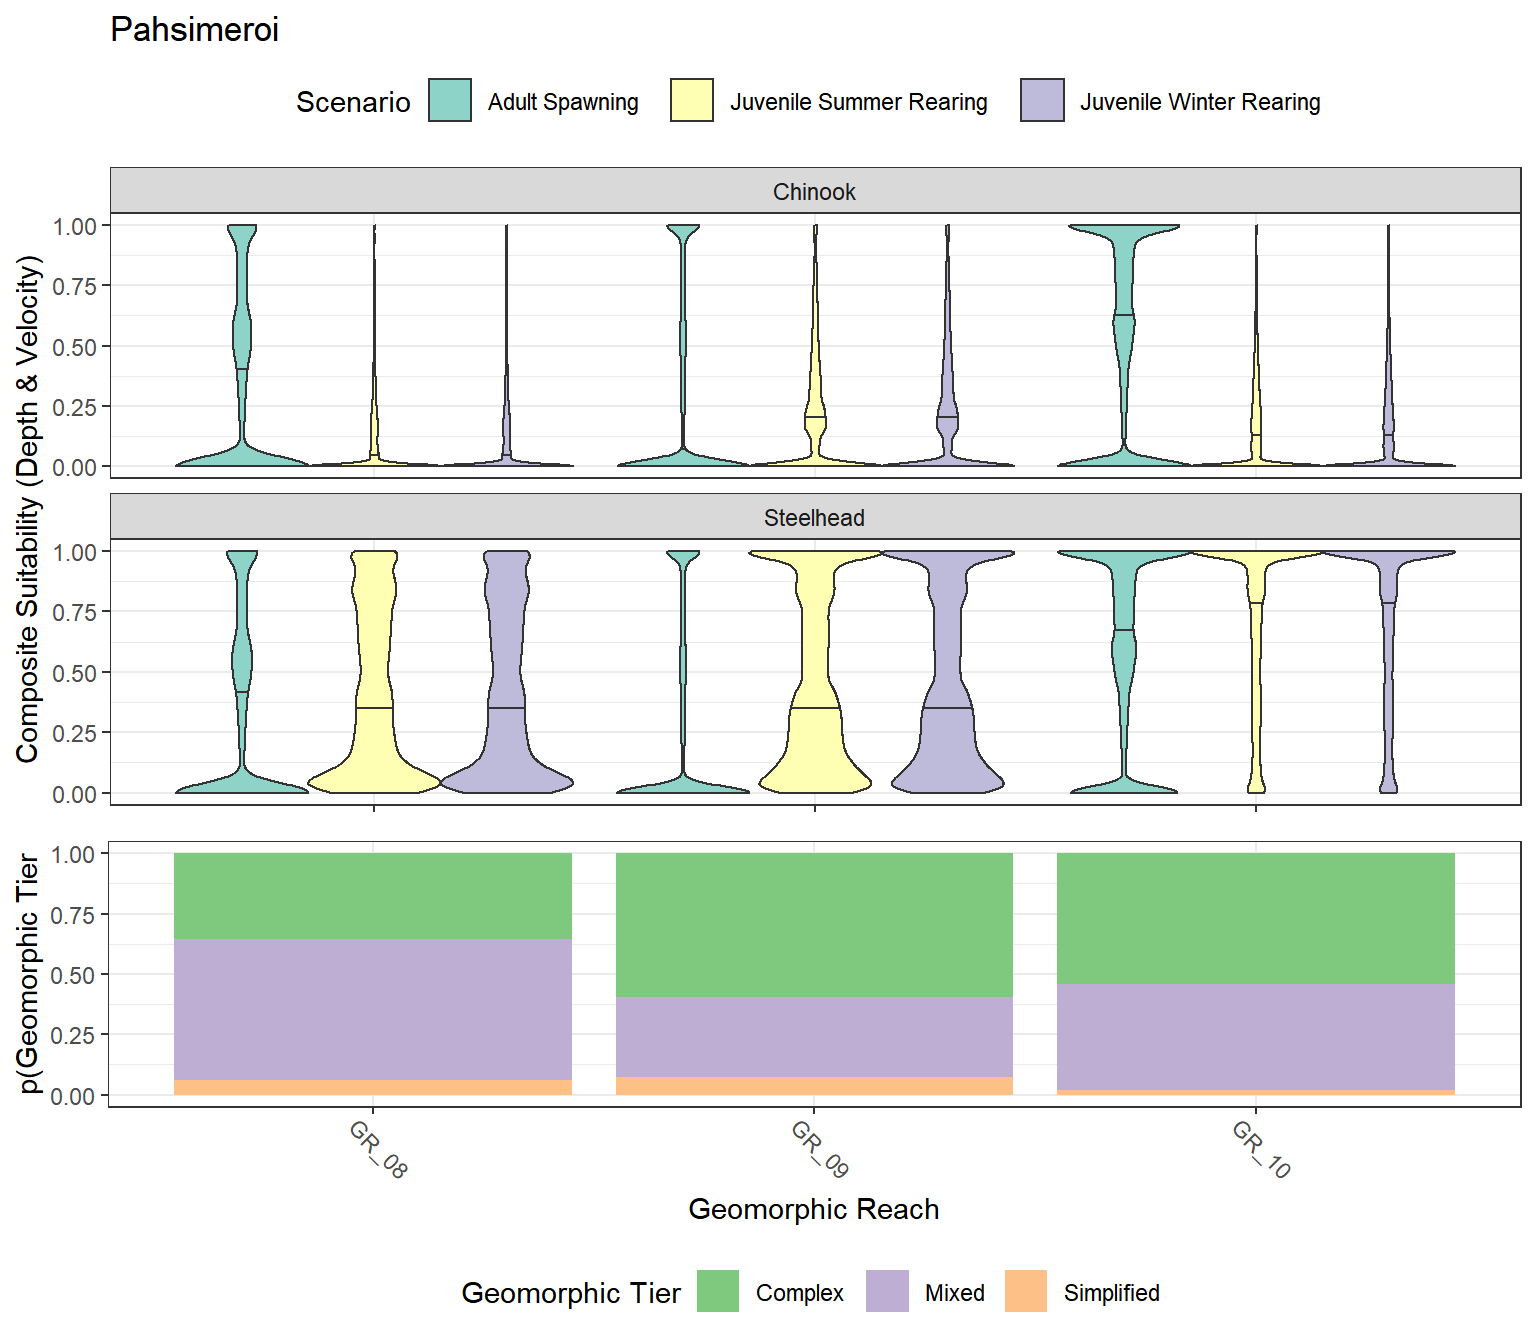 Pahsimeroi
Scenario
Adult Spawning
Juvenile Summer Rearing
Juvenile Winter Rearing
Chinook
1.00
0.75
0.50
0.25
0.00
Composite Suitability (Depth & Velocity)
Steelhead
1.00
0.75
0.50
0.25
0.00
p(Geomorphic Tier
1.00
0.75
0.50
0.25
0.00
GR_08
GR_09
GR_10
Geomorphic Reach
Geomorphic Tier
Complex
Mixed
Simplified